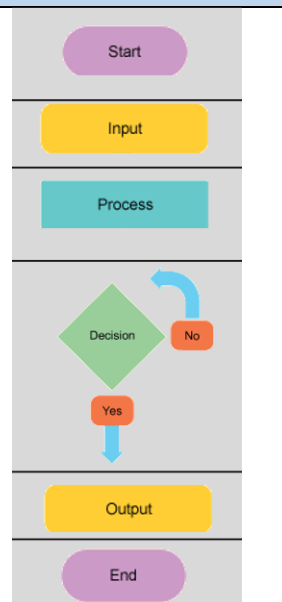 Start
Input
Process
Decision
No
Yes
Output
End